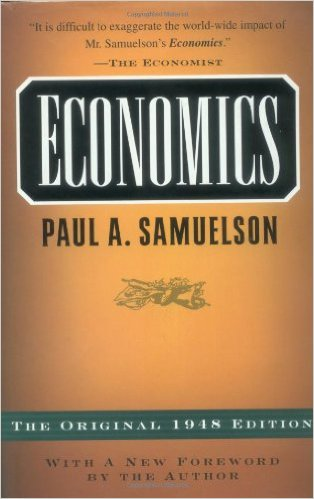 “It is difficult to exaggerate the world-wide impact of
Mr. Samuelson's Economics.”
—THE ECONOMIST
ECONOMICS
PAUL A. SAMUELSON
THE ORIGINAL 1948 EDITION
WITH A NEW FOREWORD
BY THE AUTHOR